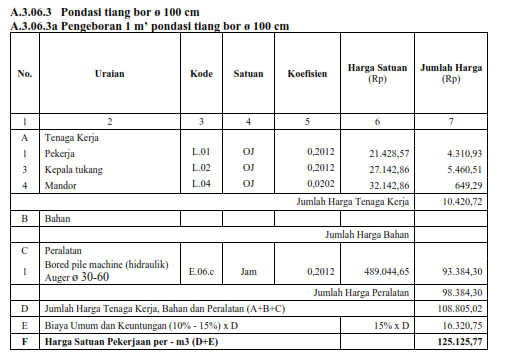 A.3.06.3 Pondasi tiang bor ø 100 cm
A.3.06.3a Pengeboran 1 m’ pondasi tiang bor ø 100 cm
No. Uraian Kode Satuan Koefisien Harga Satuan (Rp) Jumlah Harga (Rp)
1 2 3 4 5 6 7
A Tenaga Kerja
1 Pekerja L.01 OJ 0,2012 21.428,57 4.310,93
3 Kepala tukang L.02 OJ 0,2012 27.142,86 5.460,51
4 Mandor L.04 OJ 0,0202 32.142,86 649,29
Jumlah Harga Tenaga Kerja 10.420,72
B Bahan
Jumlah Harga Bahan
C Peralatan
1 Bored pile machine (hidraulik) Auger ø 30-60 E.06.c Jam 0,2012 489.044,65 93.384,30
Jumlah Harga Peralatan 98.384,30
D Jumlah Harga Tenaga Kerja, Bahan dan Peralatan (A+B+C) 108.805,02
E Biaya Umum dan Keuntungan (10% - 15%) x D 15% x D 16.320,75
F Harga Satuan Pekerjaan per - m3 (D+E) 125.125,77